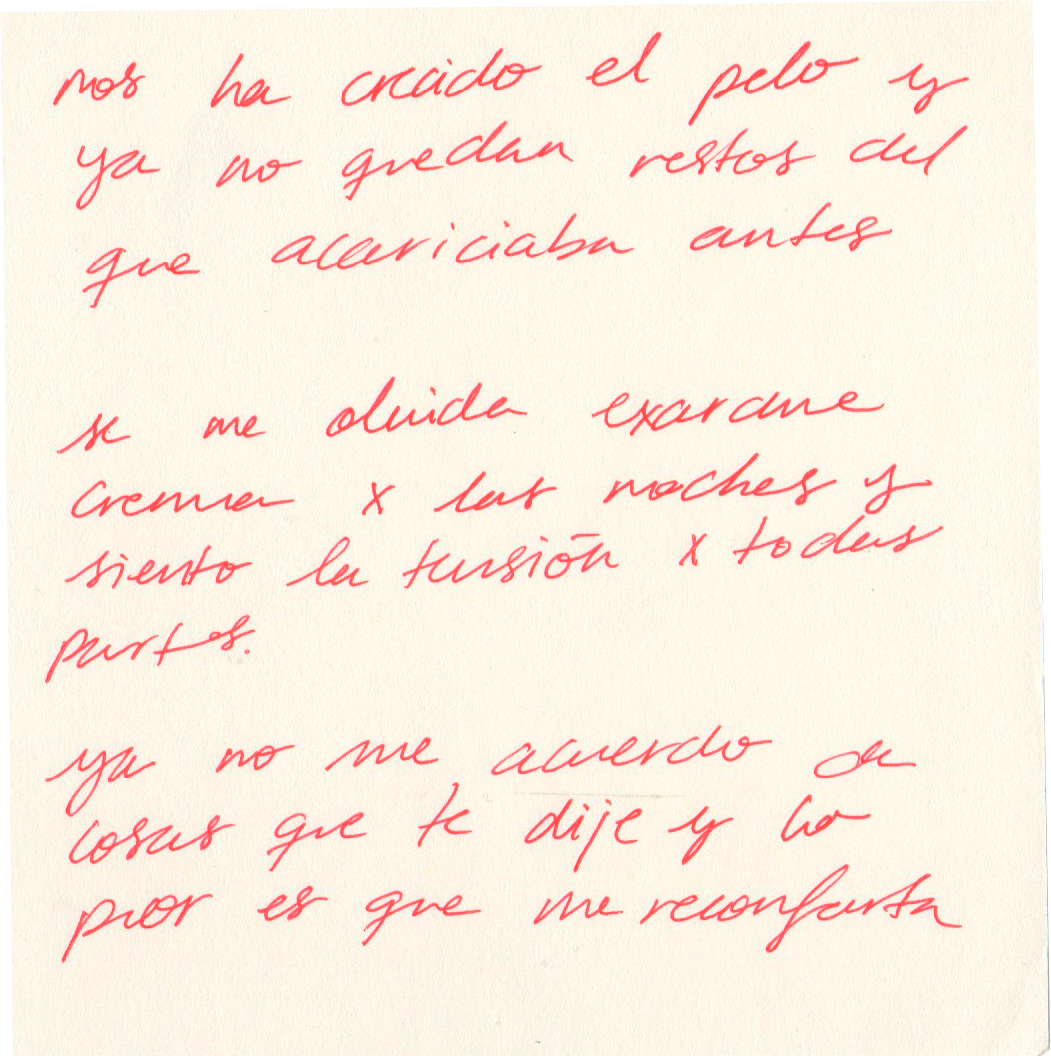 nos ha crecido el pelo y
ya no quedan restos del
que acariciaba antes
se me olvida exarme
crema x las noches y
siento la tensión x todas
partes.
ya no me acuerdo de
cosas que te dije y lo
peor es que me reconforta